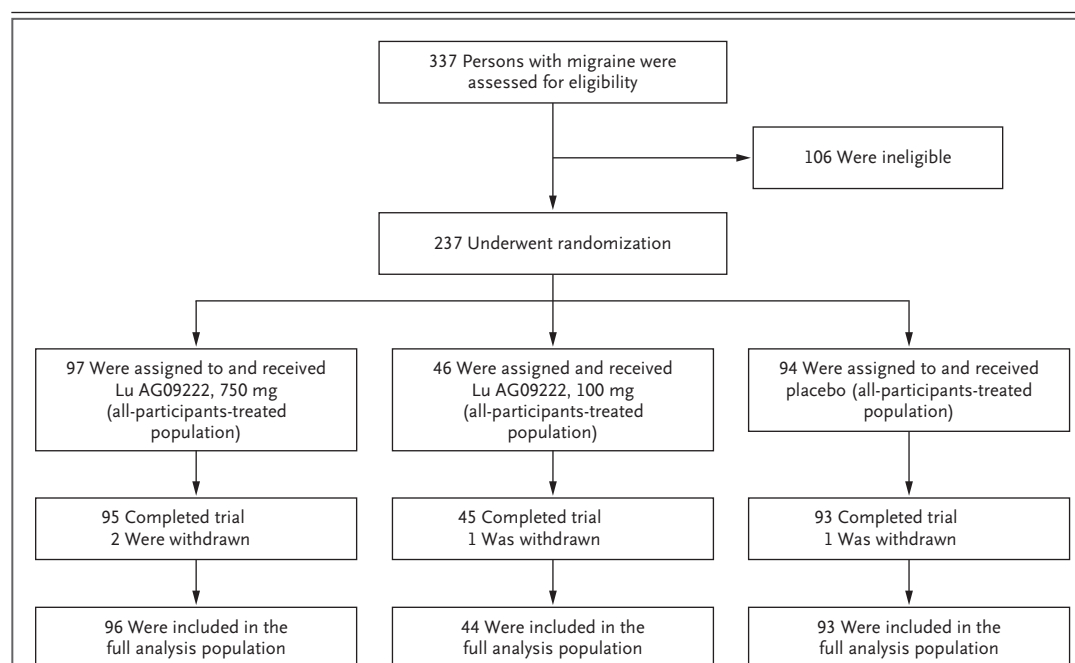 337 Persons with migraine were
assessed for eligibility
106 Were ineligible
237 Underwent randomization
97 Were assigned to and received
Lu AG09222, 750 mg
(all-participants-treated
population)
46 Were assigned and received
Lu AG09222, 100 mg
(all-participants-treated
population)
94 Were assigned to and received
placebo (all-participants-treated
population)
95 Completed trial
2 Were withdrawn
45 Completed trial
1 Was withdrawn
93 Completed trial
1 Was withdrawn
96 Were included in the
full analysis population
44 Were included in the
full analysis population
93 Were included in the
full analysis population